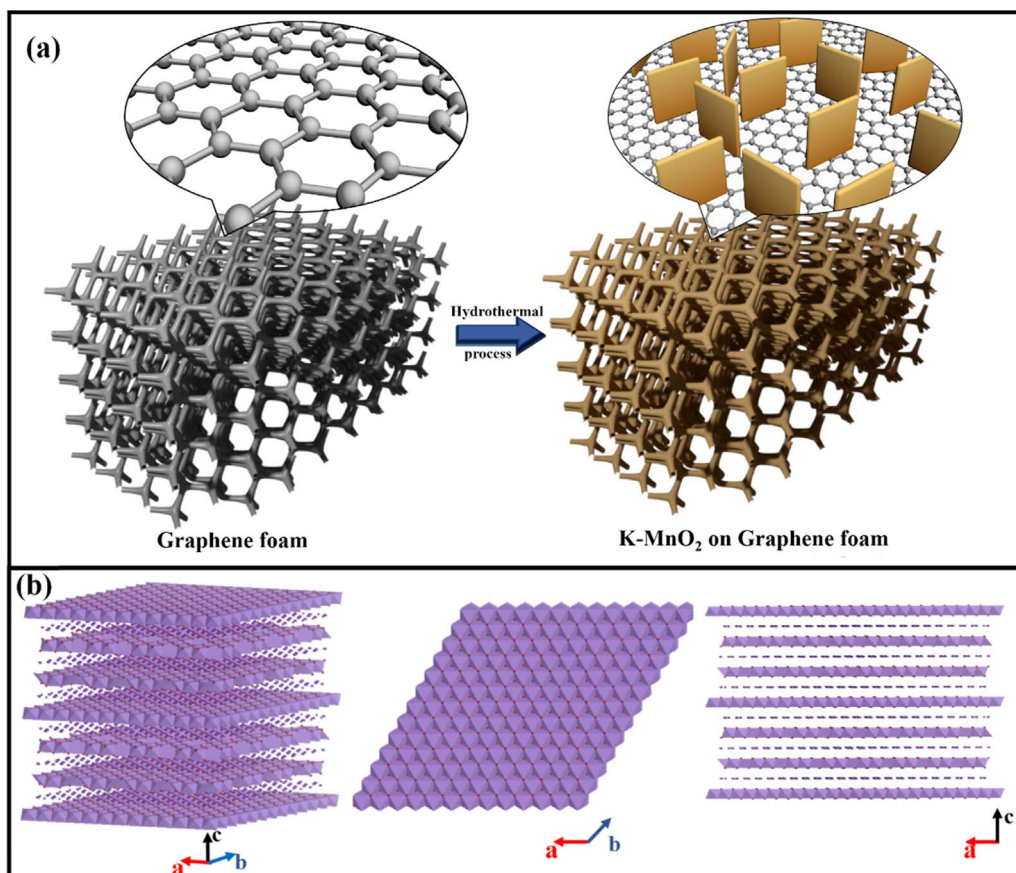 (a)
Hydrothermal
process
Graphene foam
K-MnO₂ on Graphene foam
(b)
c
a
b
a
b
c
a